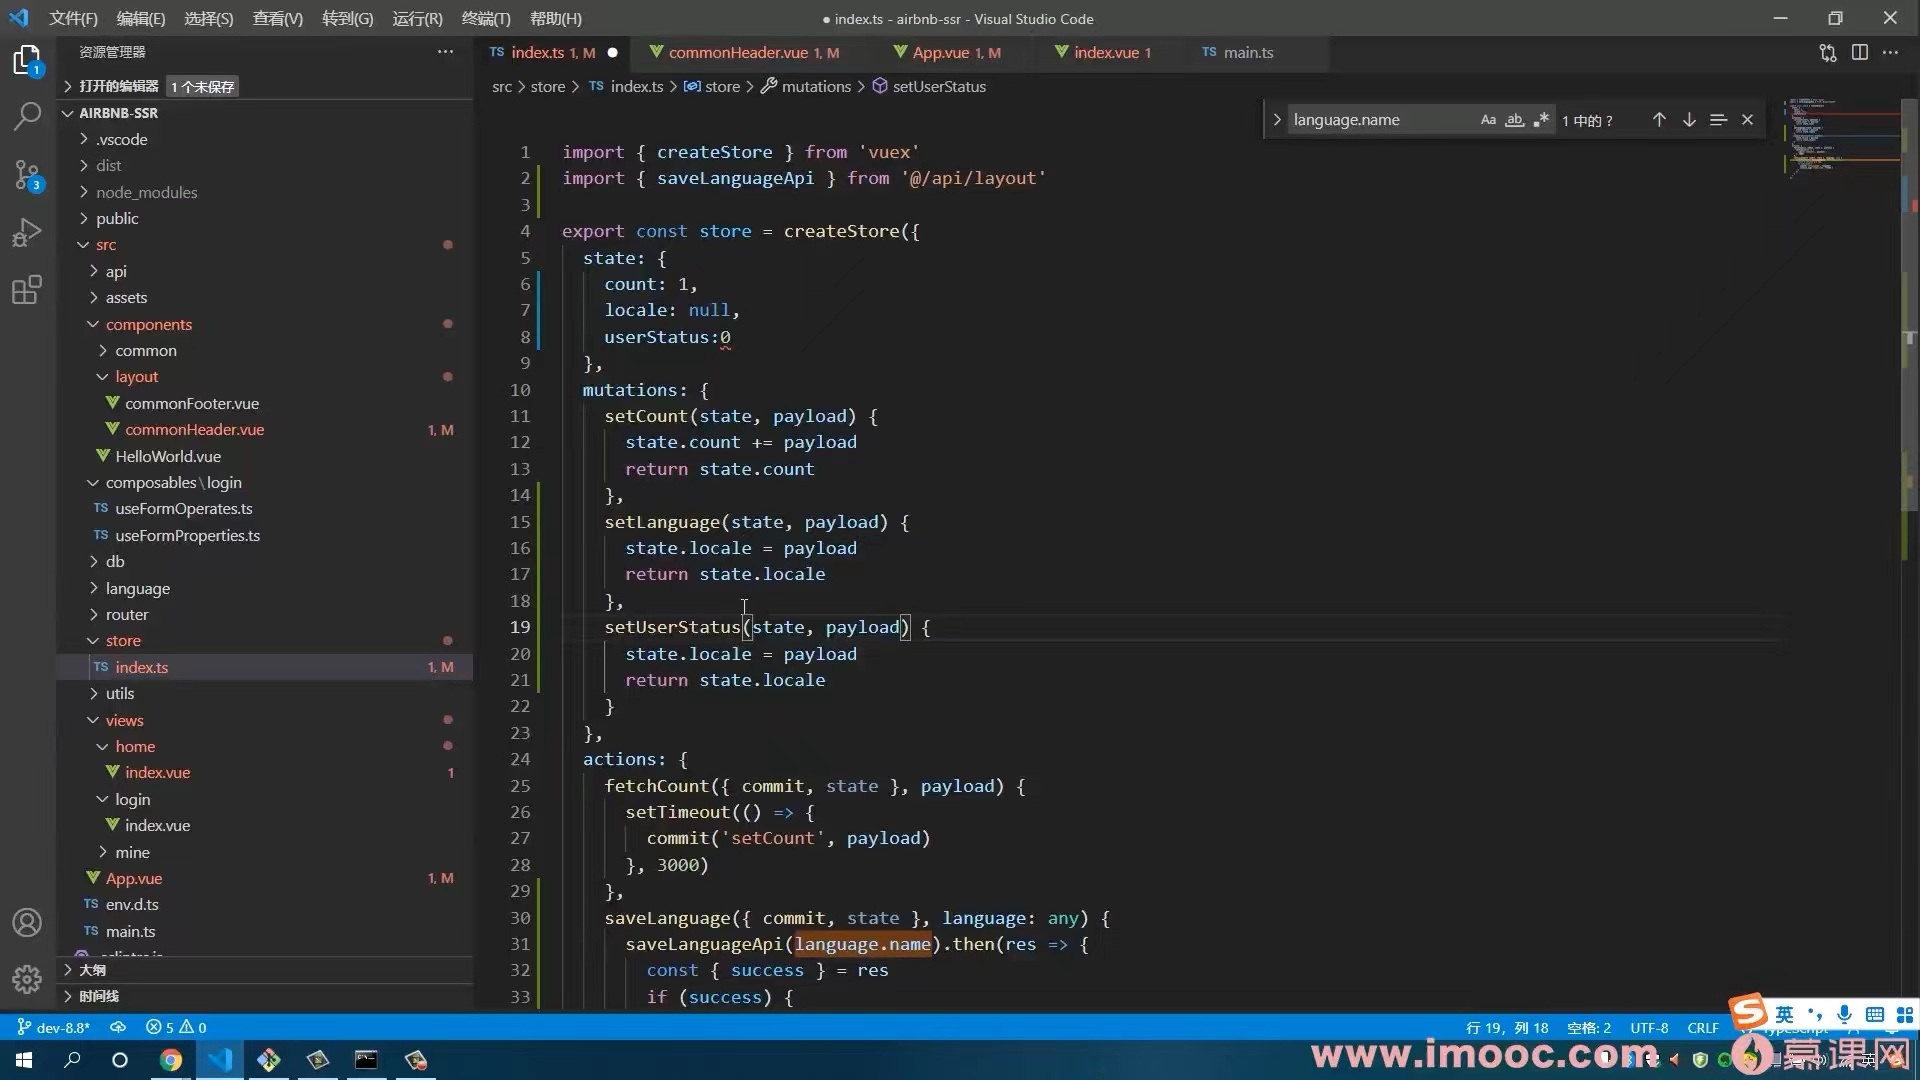 文件(F) 编辑(E) 选择(S) 查看(V) 转到(G) 运行(R) 终端(T) 帮助(H)
● index.ts - airbnb-ssr - Visual Studio Code
资源管理器
打开的编辑器 1 个未保存
AIRBNB-SSR
.vscode
dist
node_modules
public
src
api
assets
components
common
layout
commonFooter.vue
commonHeader.vue 1, M
HelloWorld.vue
composables\login
TS useFormOperates.ts
TS useFormProperties.ts
db
language
router
store
TS index.ts 1, M
utils
views
home
index.vue 1
login
index.vue
mine
App.vue 1, M
TS env.d.ts
TS main.ts
大纲
时间线
1
3
TS index.ts 1, M ●
commonHeader.vue 1, M
App.vue 1, M
index.vue 1
TS main.ts
src > store > TS index.ts > store > mutations > setUserStatus
language.name Aa ab 1 中的 ?
1 import { createStore } from 'vuex'
2 import { saveLanguageApi } from '@/api/layout'
3
4 export const store = createStore({
5 state: {
6 count: 1,
7 locale: null,
8 userStatus:0
9 },
10 mutations: {
11 setCount(state, payload) {
12 state.count += payload
13 return state.count
14 },
15 setLanguage(state, payload) {
16 state.locale = payload
17 return state.locale
18 },
19 setUserStatus(state, payload) {
20 state.locale = payload
21 return state.locale
22 }
23 },
24 actions: {
25 fetchCount({ commit, state }, payload) {
26 setTimeout(() => {
27 commit('setCount', payload)
28 }, 3000)
29 },
30 saveLanguage({ commit, state }, language: any) {
31 saveLanguageApi(language.name).then(res => {
32 const { success } = res
33 if (success) {
dev-8.8* 5 0
行 19，列 18 空格: 2 UTF-8 CRLF
英
www.imooc.com 慕课网